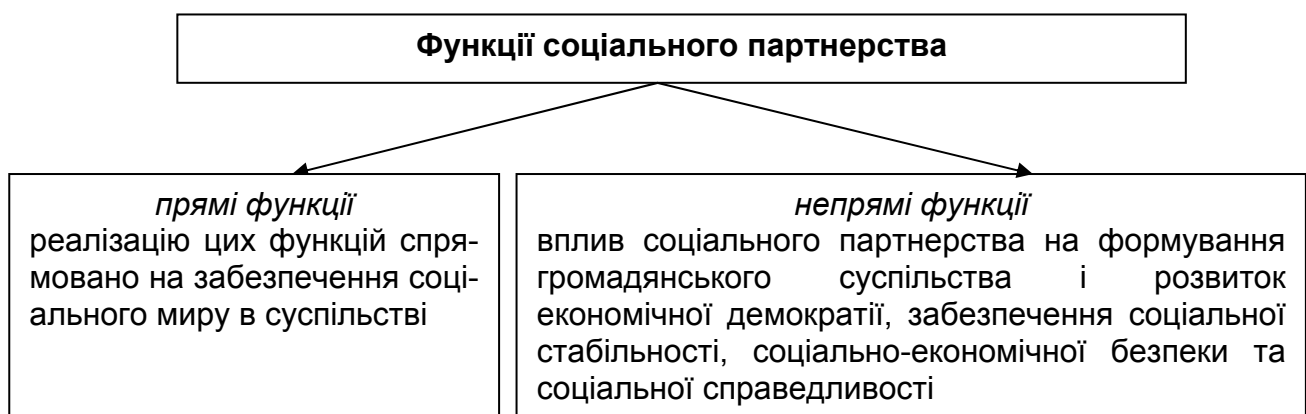 Функції соціального партнерства
прямі функції
реалізацію цих функцій спря-
мовано на забезпечення соці-
ального миру в суспільстві
непрямі функції
вплив соціального партнерства на формування
громадянського суспільства і розвиток
економічної демократії, забезпечення соціальної
стабільності, соціально-економічної безпеки та
соціальної справедливості